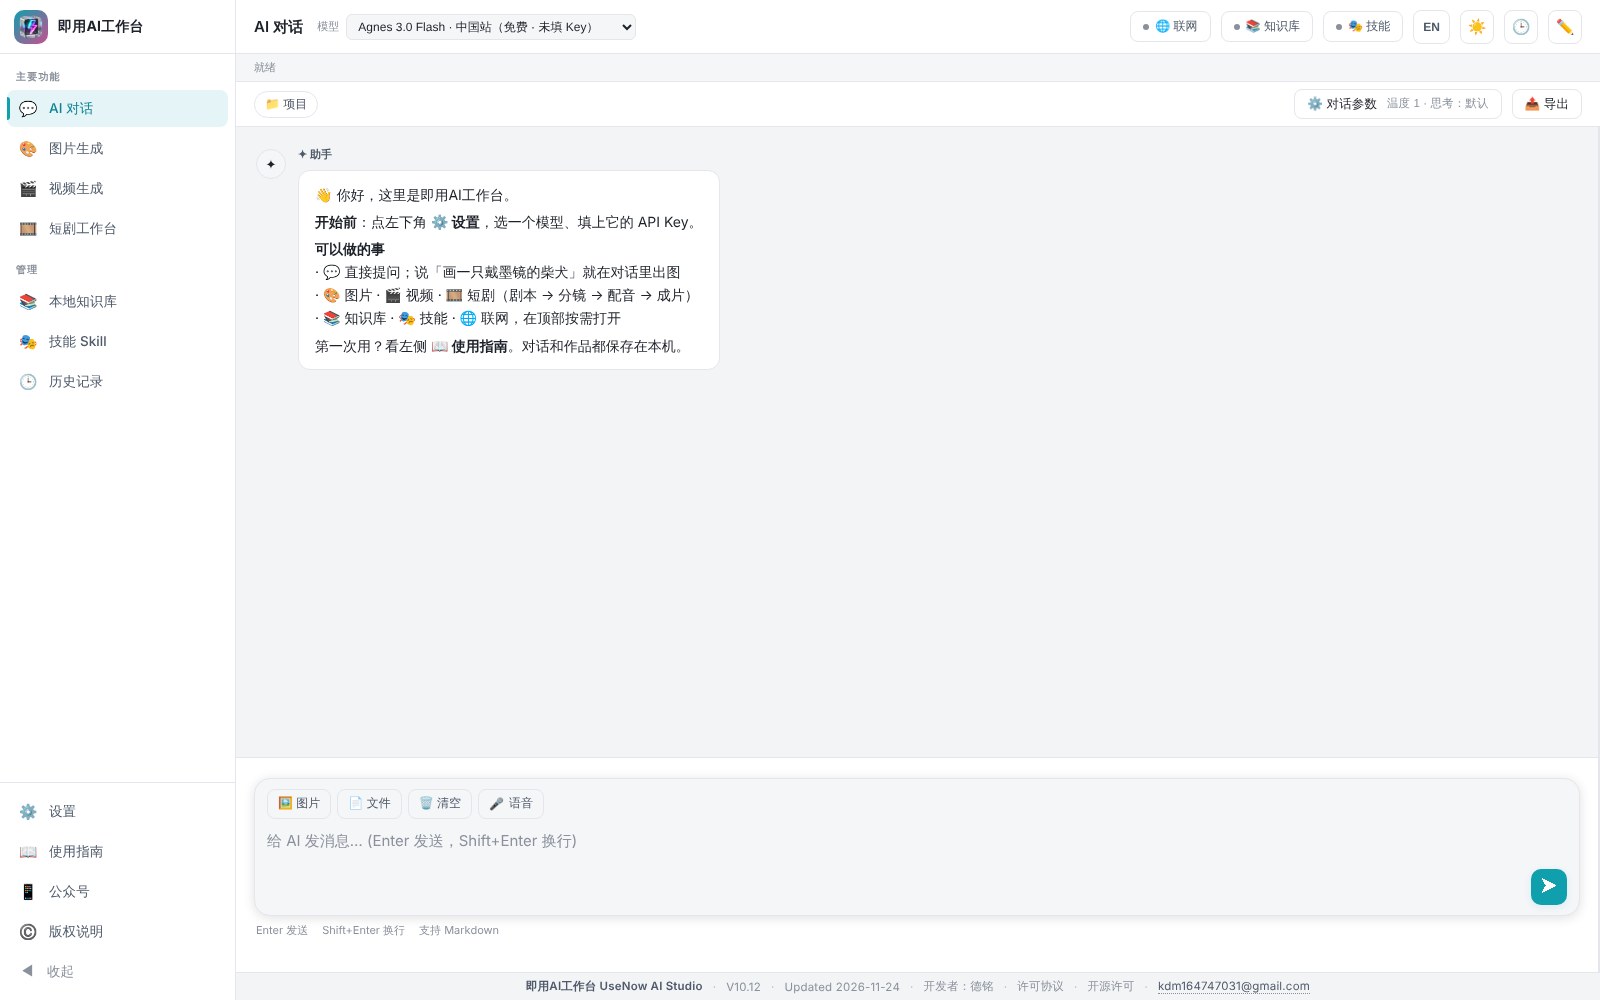 即用AI工作台
主要功能
💬 AI 对话
🎨 图片生成
🎬 视频生成
🎞️ 短剧工作台
管理
📚 本地知识库
🎭 技能 Skill
🕒 历史记录
⚙️ 设置
📖 使用指南
📱 公众号
© 版权说明
◀ 收起
AI 对话 模型 Agnes 3.0 Flash · 中国站（免费 · 未填 Key）
🌐 联网 📚 知识库 🎭 技能 EN
就绪
📁 项目
⚙️ 对话参数 温度 1 · 思考：默认 📤 导出
✦ 助手
👋 你好，这里是即用AI工作台。
开始前：点左下角 ⚙️ 设置，选一个模型、填上它的 API Key。
可以做的事
· 💬 直接提问；说「画一只戴墨镜的柴犬」就在对话里出图
· 🎨 图片 · 🎬 视频 · 🎞️ 短剧（剧本 → 分镜 → 配音 → 成片）
· 📚 知识库 · 🎭 技能 · 🌐 联网，在顶部按需打开
第一次用？看左侧 📖 使用指南。对话和作品都保存在本机。
🖼️ 图片 📄 文件 🗑️ 清空 🎤 语音
给 AI 发消息... (Enter 发送，Shift+Enter 换行)
Enter 发送 Shift+Enter 换行 支持 Markdown
即用AI工作台 UseNow AI Studio · V10.12 · Updated 2026-11-24 · 开发者：德铭 · 许可协议 · 开源许可 · kdm164747031@gmail.com